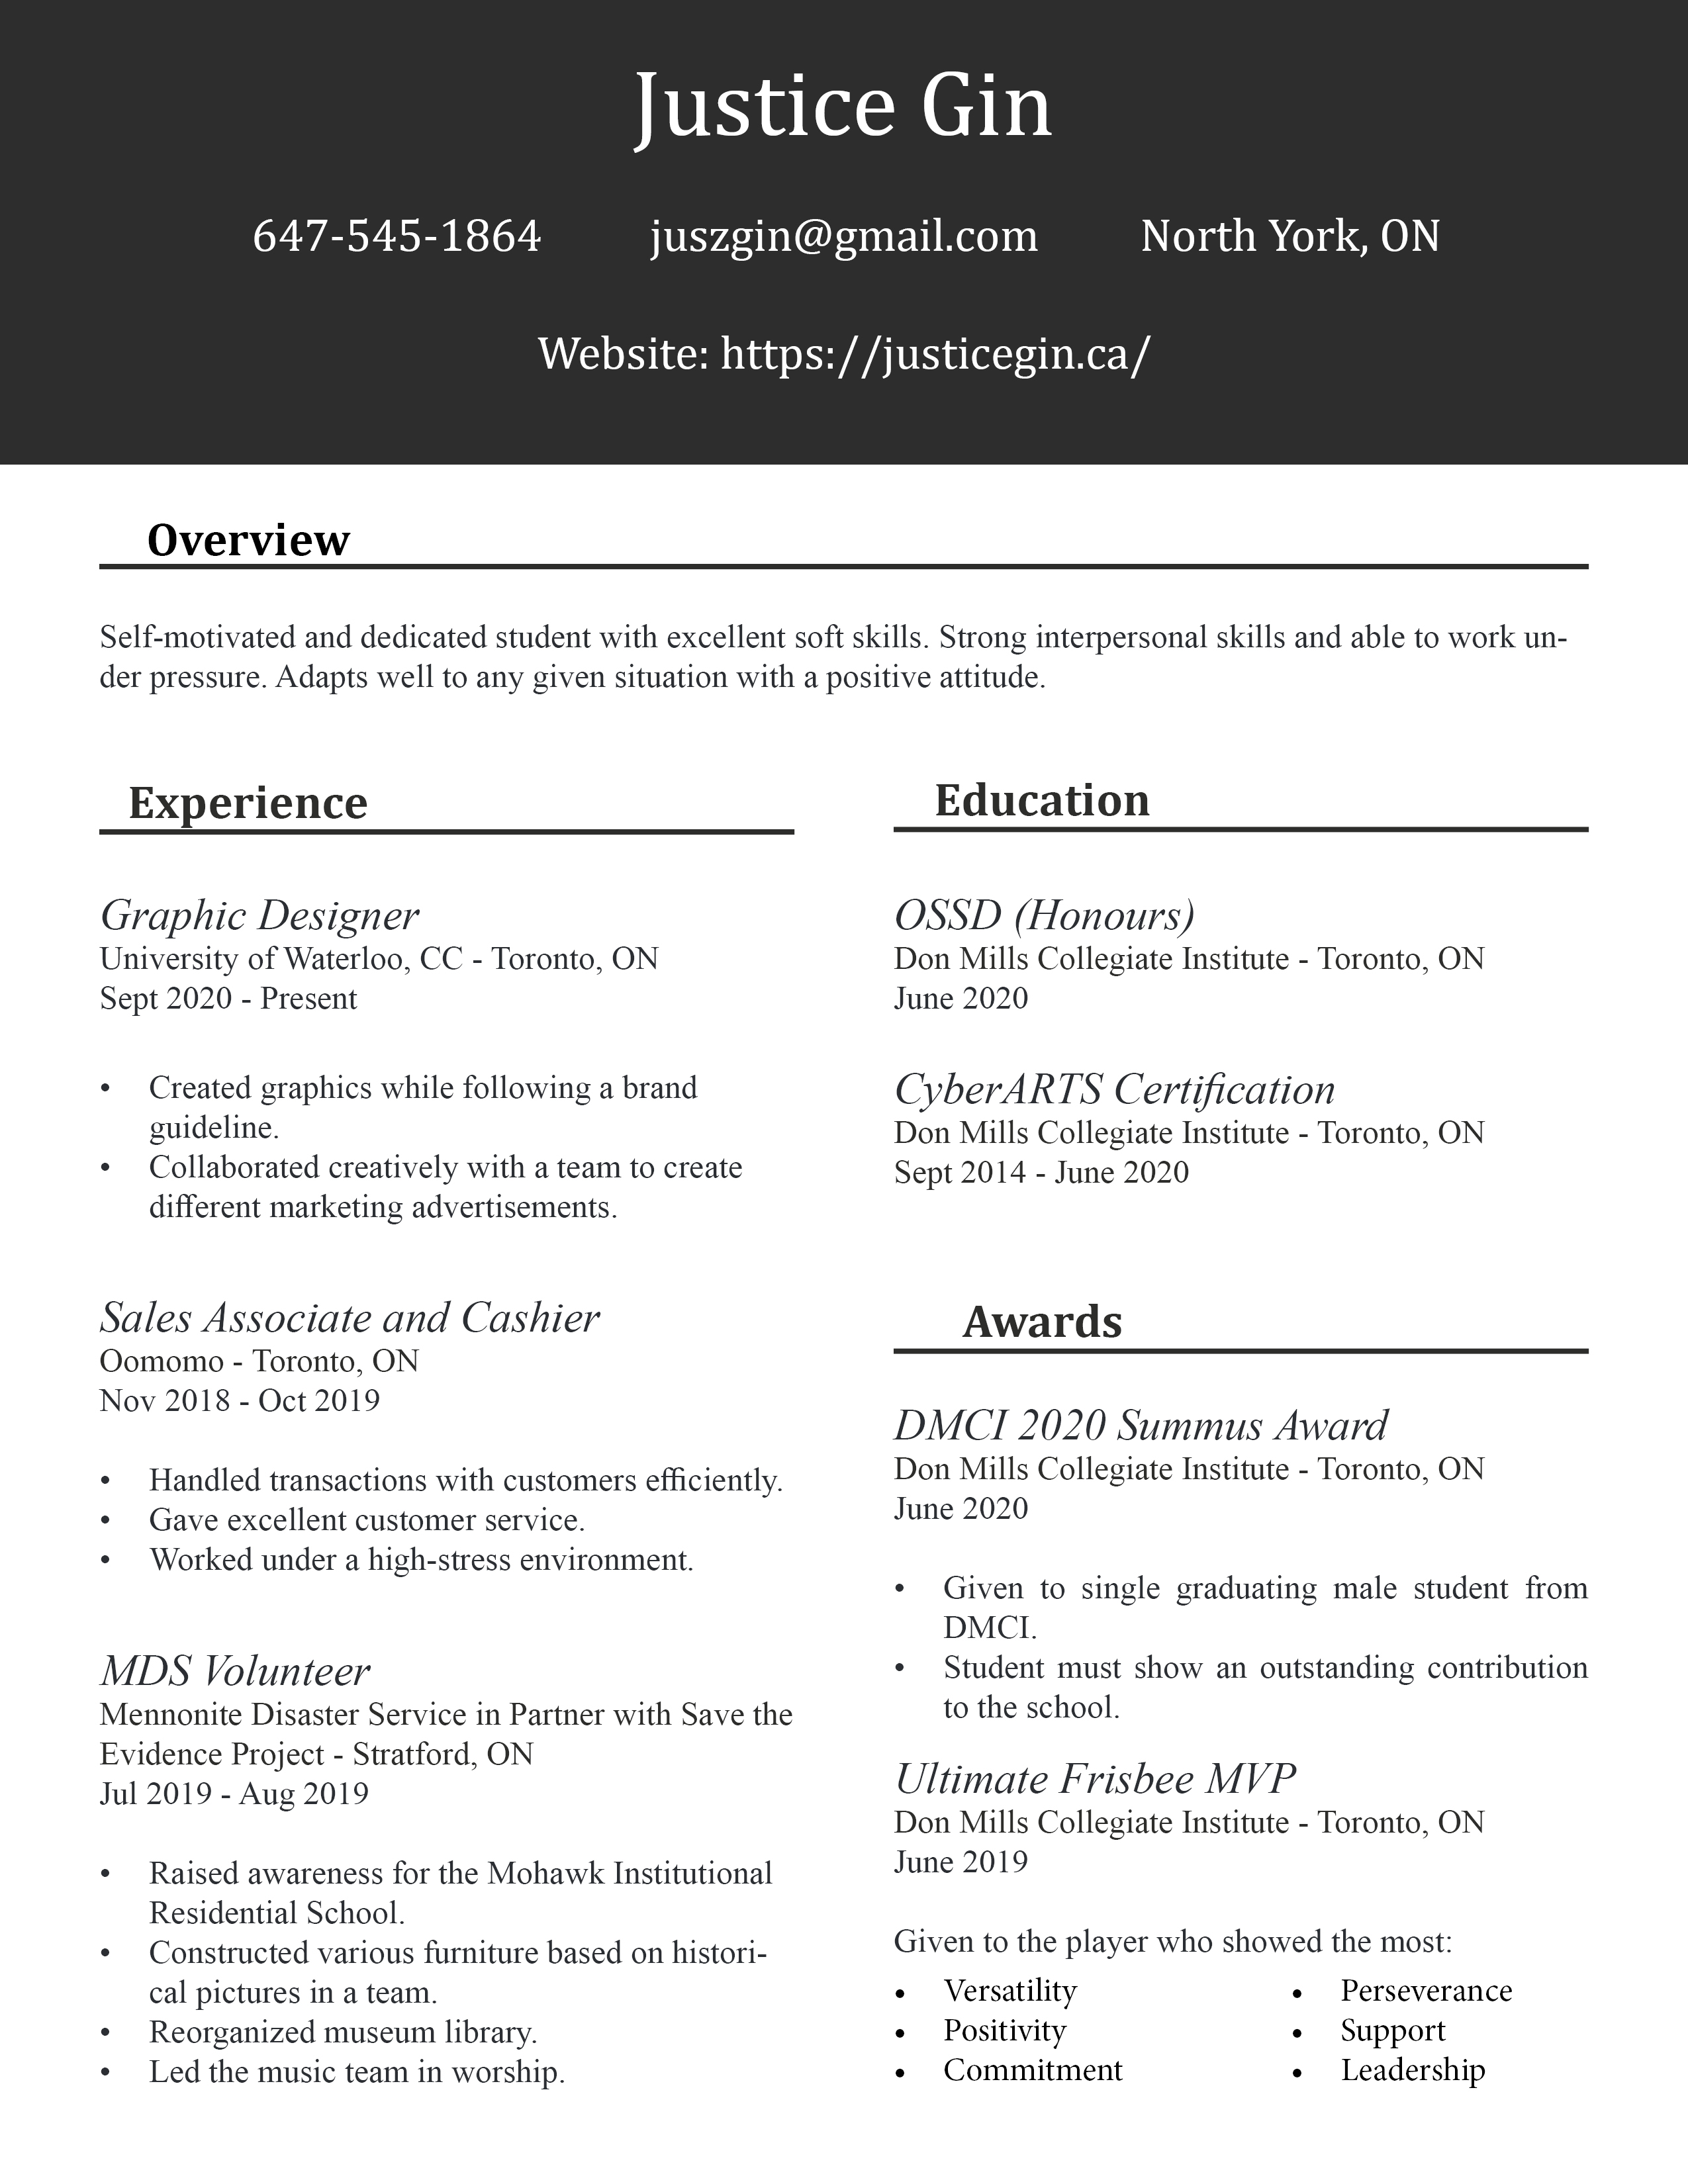 Justice Gin
647-545-1864 juszgin@gmail.com North York, ON
Website: https://justicegin.ca/
Overview
Self-motivated and dedicated student with excellent soft skills. Strong interpersonal skills and able to work un-
der pressure. Adapts well to any given situation with a positive attitude.
Experience
Graphic Designer
University of Waterloo, CC - Toronto, ON
Sept 2020 - Present
• Created graphics while following a brand
guideline.
• Collaborated creatively with a team to create
different marketing advertisements.
Sales Associate and Cashier
Oomomo - Toronto, ON
Nov 2018 - Oct 2019
• Handled transactions with customers efficiently.
• Gave excellent customer service.
• Worked under a high-stress environment.
MDS Volunteer
Mennonite Disaster Service in Partner with Save the
Evidence Project - Stratford, ON
Jul 2019 - Aug 2019
• Raised awareness for the Mohawk Institutional
Residential School.
• Constructed various furniture based on histori-
cal pictures in a team.
• Reorganized museum library.
• Led the music team in worship.
Education
OSSD (Honours)
Don Mills Collegiate Institute - Toronto, ON
June 2020
CyberARTS Certification
Don Mills Collegiate Institute - Toronto, ON
Sept 2014 - June 2020
Awards
DMCI 2020 Summus Award
Don Mills Collegiate Institute - Toronto, ON
June 2020
• Given to single graduating male student from
DMCI.
• Student must show an outstanding contribution
to the school.
Ultimate Frisbee MVP
Don Mills Collegiate Institute - Toronto, ON
June 2019
Given to the player who showed the most:
• Versatility
• Positivity
• Commitment
• Perseverance
• Support
• Leadership